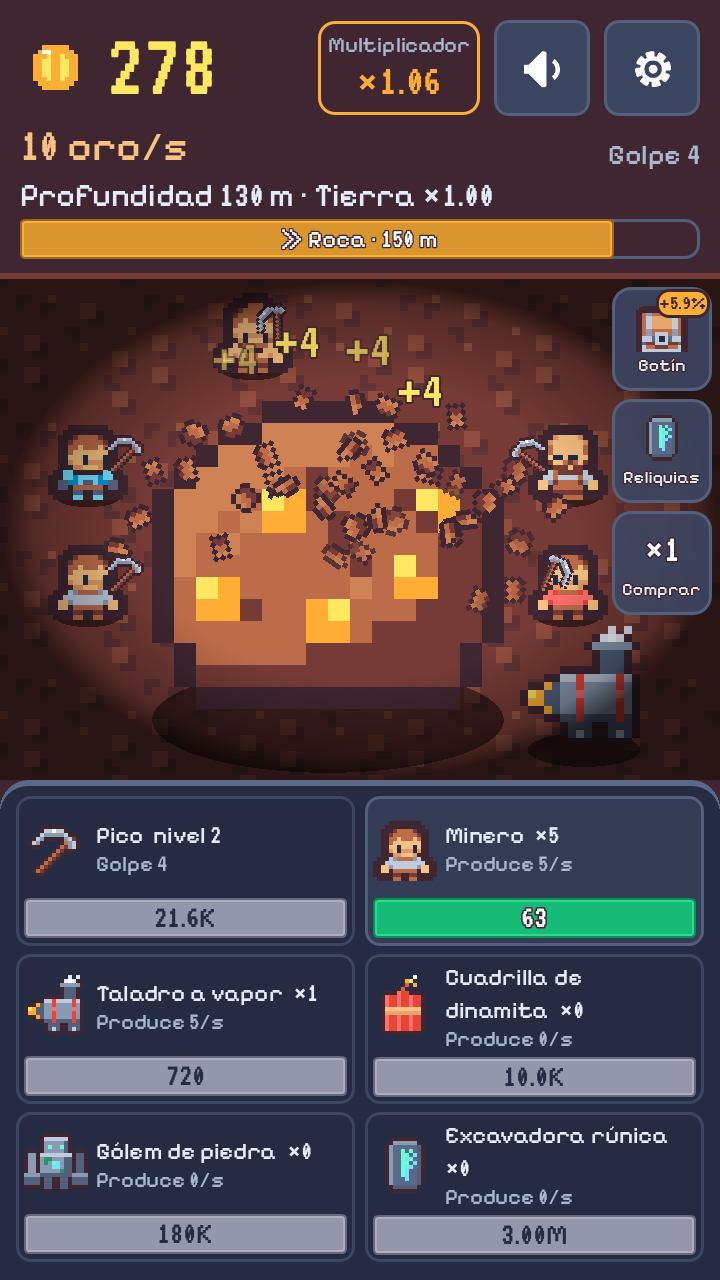 278
Multiplicador
×1.06
10 oro/s
Golpe 4
Profundidad 130 m · Tierra ×1.00
Roca · 150 m
+5.9%
Botín
Reliquias
×1
Comprar
+4
+4
+4
+4
Pico nivel 2
Golpe 4
21.6K
Minero ×5
Produce 5/s
63
Taladro a vapor ×1
Produce 5/s
720
Cuadrilla de
dinamita ×0
Produce 0/s
10.0K
Gólem de piedra ×0
Produce 0/s
180K
Excavadora rúnica
×0
Produce 0/s
3.00M